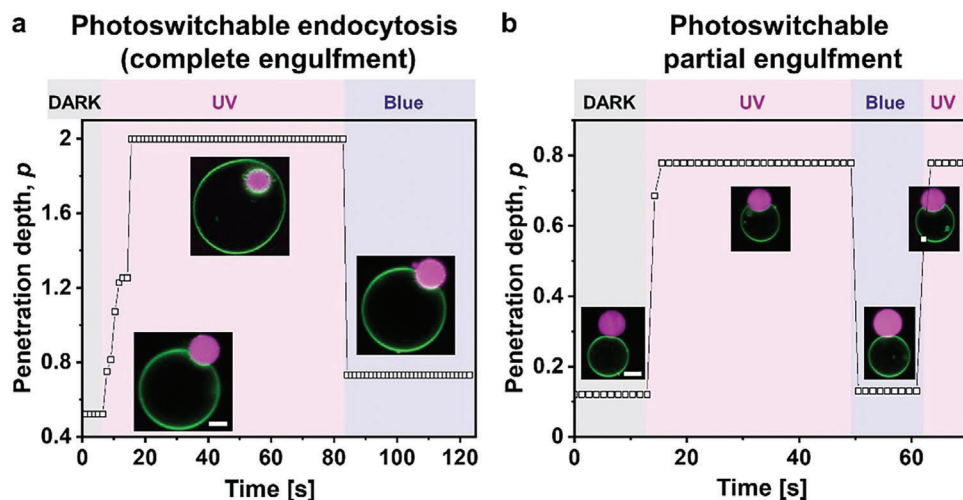 a Photoswitchable endocytosis
(complete engulfment)
DARK UV Blue
2
1.6
1.2
0.8
0.4
Penetration depth, p
0 20 40 60 80 100 120
Time [s]
b Photoswitchable
partial engulfment
DARK UV Blue UV
0.8
0.6
0.4
0.2
0
Penetration depth, p
0 20 40 60
Time [s]